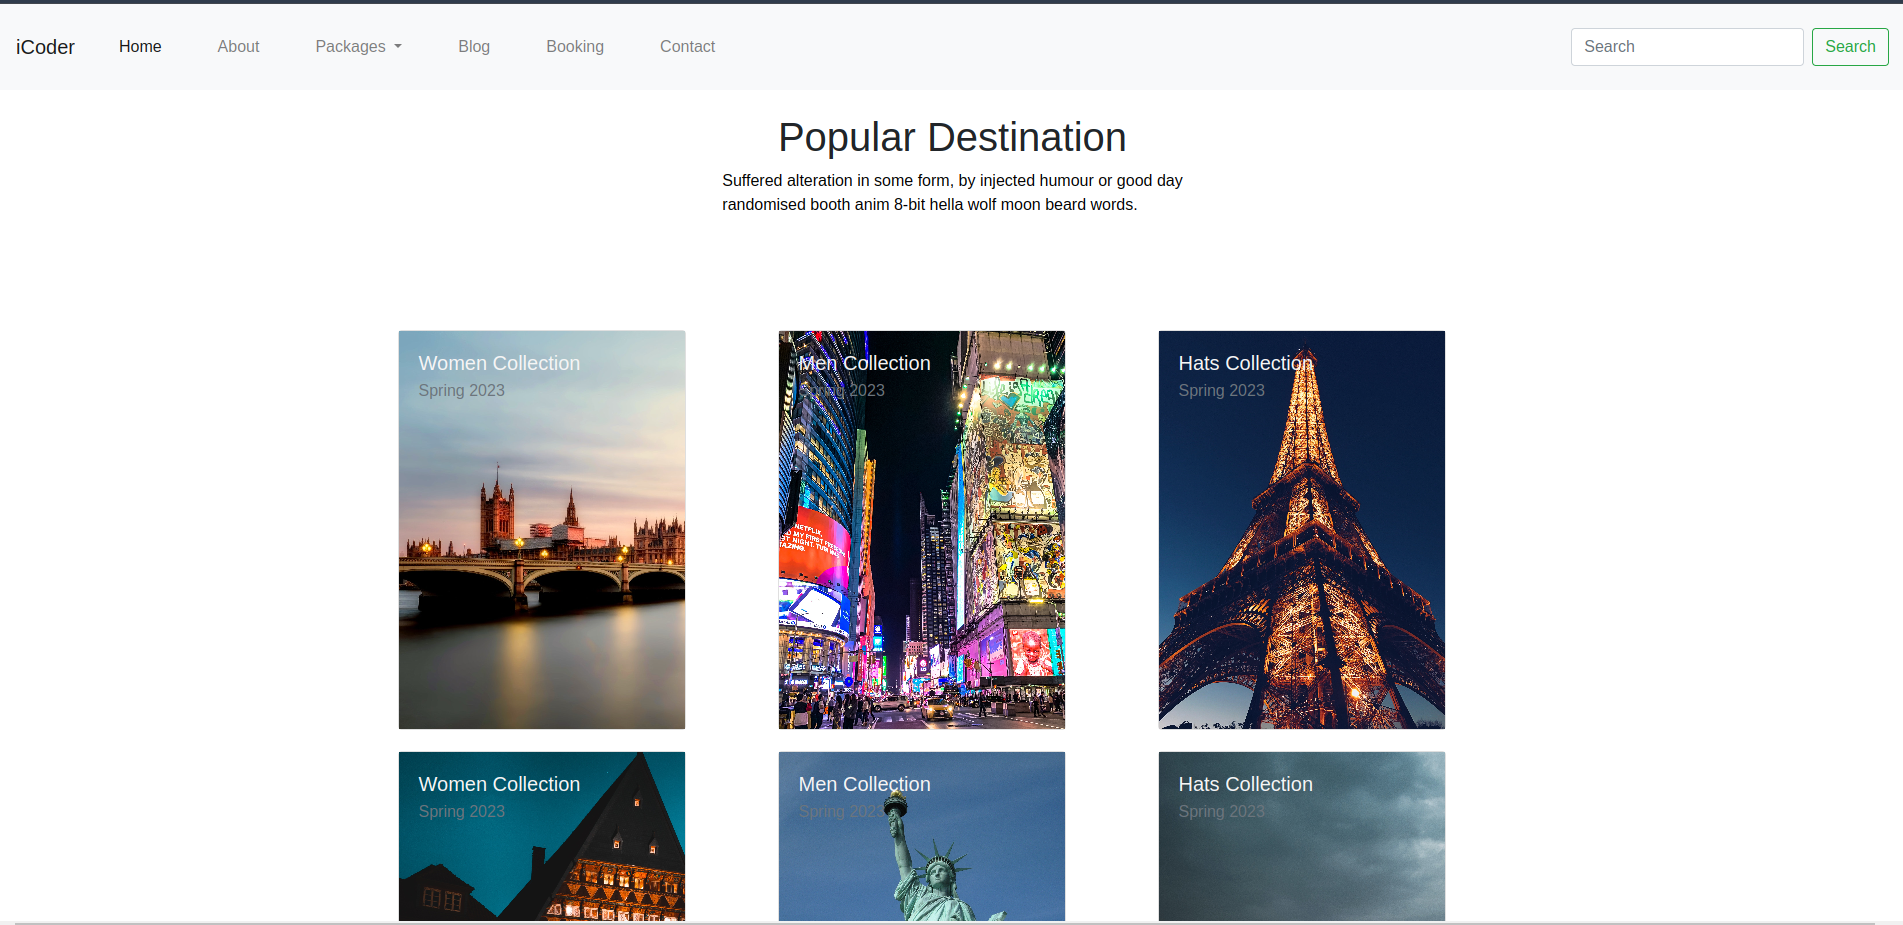 iCoder Home About Packages Blog Booking Contact Search Search
Popular Destination
Suffered alteration in some form, by injected humour or good day
randomised booth anim 8-bit hella wolf moon beard words.
Women Collection
Spring 2023
Men Collection
Spring 2023
NETFLIX
Hats Collection
Spring 2023
Women Collection
Spring 2023
Men Collection
Spring 2023
Hats Collection
Spring 2023